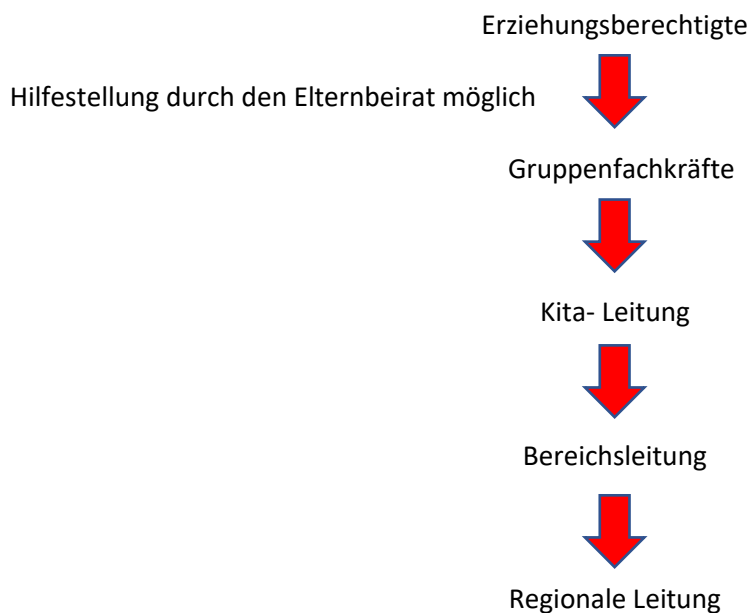 Erziehungsberechtigte
Hilfestellung durch den Elternbeirat möglich
Gruppenfachkräfte
Kita- Leitung
Bereichsleitung
Regionale Leitung